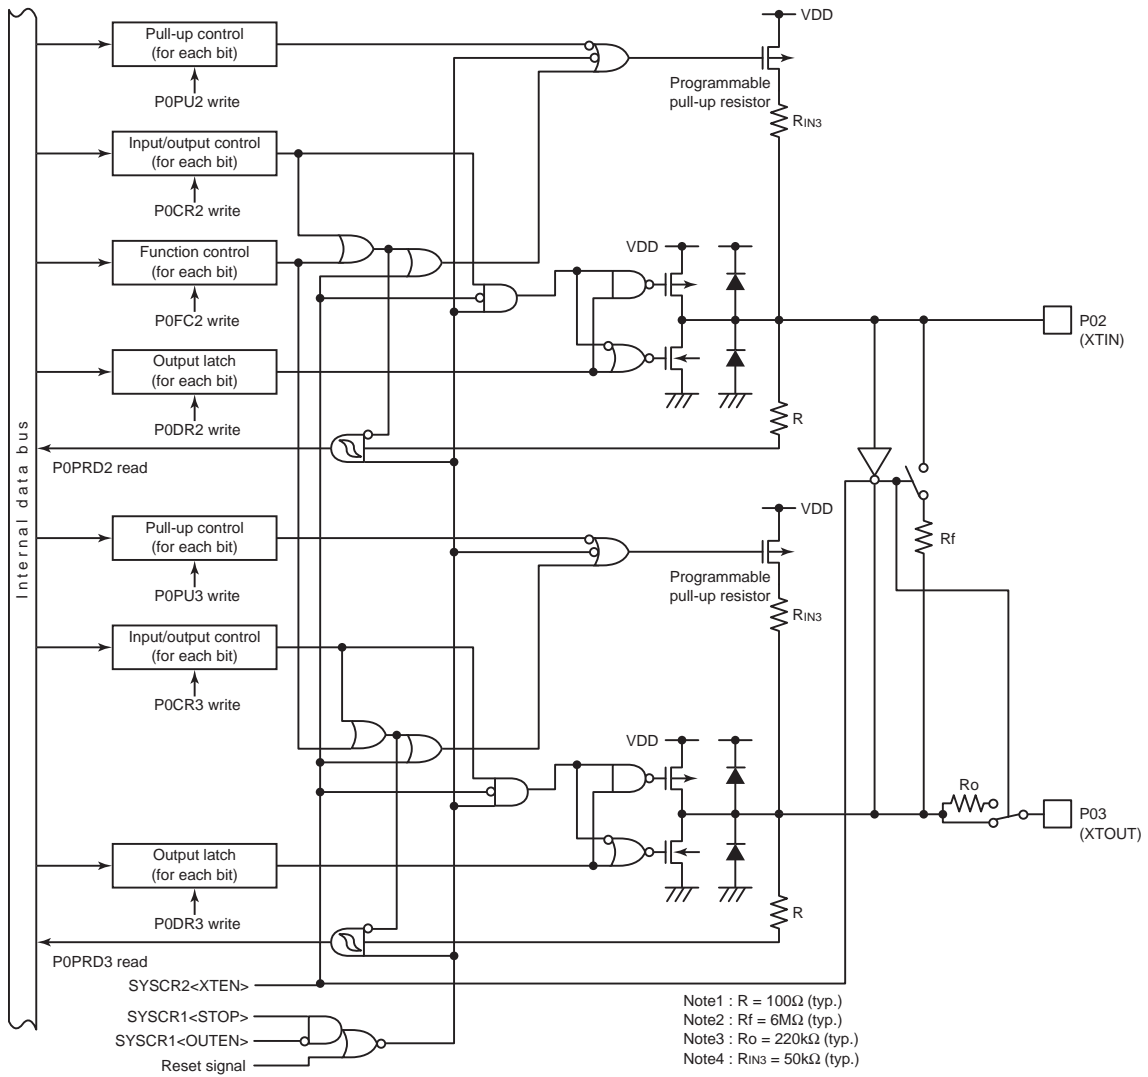 VDD
Pull-up control
(for each bit)
P0PU2 write
Programmable
pull-up resistor
RIN3
Input/output control
(for each bit)
P0CR2 write
Function control
(for each bit)
P0FC2 write
VDD
P02
(XTIN)
Output latch
(for each bit)
P0DR2 write
R
P0PRD2 read
Internal data bus
Rf
VDD
Pull-up control
(for each bit)
P0PU3 write
Programmable
pull-up resistor
RIN3
Input/output control
(for each bit)
P0CR3 write
VDD
Ro
P03
(XTOUT)
Output latch
(for each bit)
P0DR3 write
R
P0PRD3 read
SYSCR2<XTEN>
SYSCR1<STOP>
SYSCR1<OUTEN>
Reset signal
Note1 : R = 100Ω (typ.)
Note2 : Rf = 6MΩ (typ.)
Note3 : Ro = 220kΩ (typ.)
Note4 : RIN3 = 50kΩ (typ.)